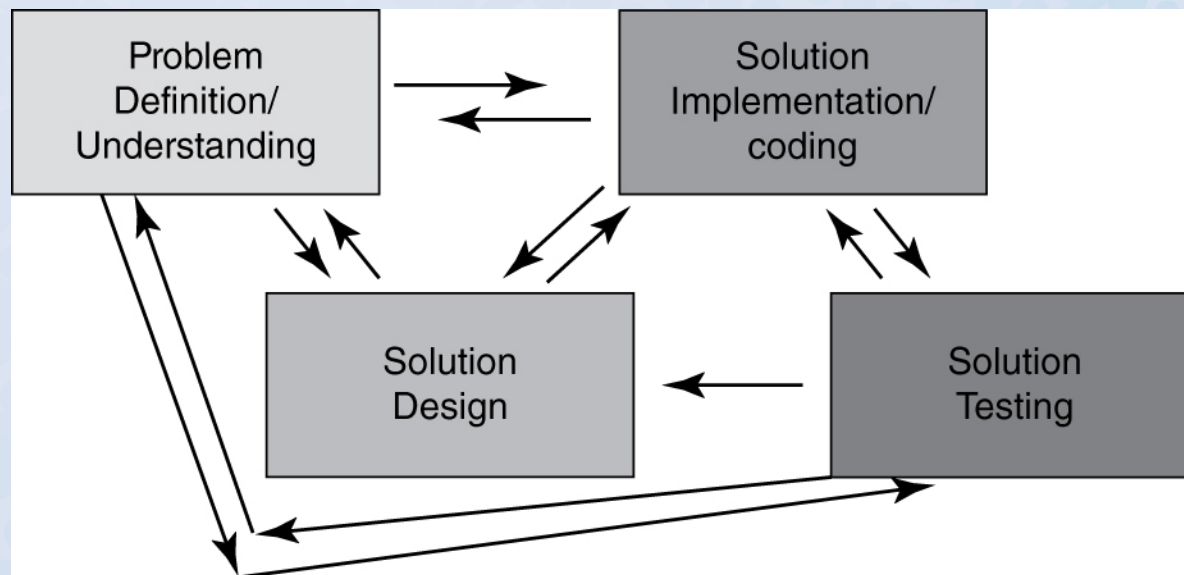 Problem
Definition/
Understanding
Solution
Implementation/
coding
Solution
Design
Solution
Testing